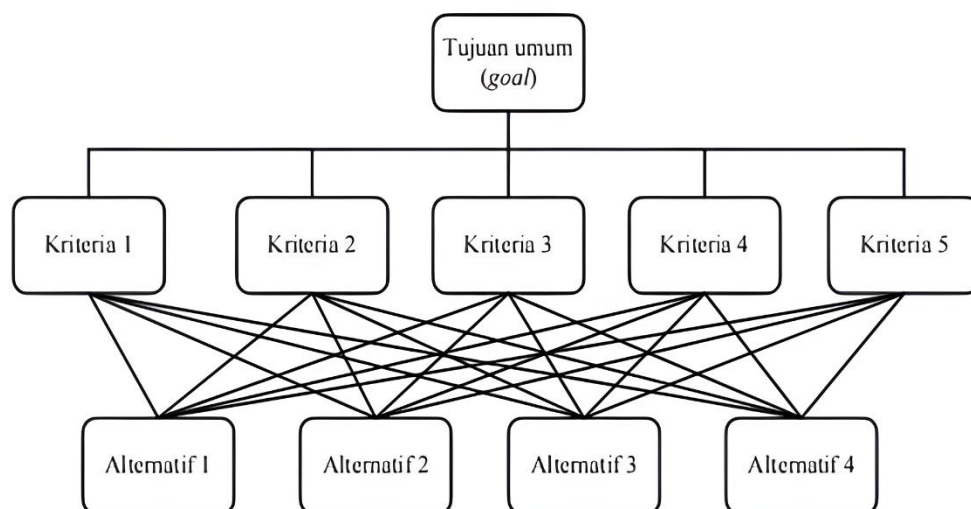 Tujuan umum
(goal)
Kriteria 1
Kriteria 2
Kriteria 3
Kriteria 4
Kriteria 5
Alternatif 1
Alternatif 2
Alternatif 3
Alternatif 4